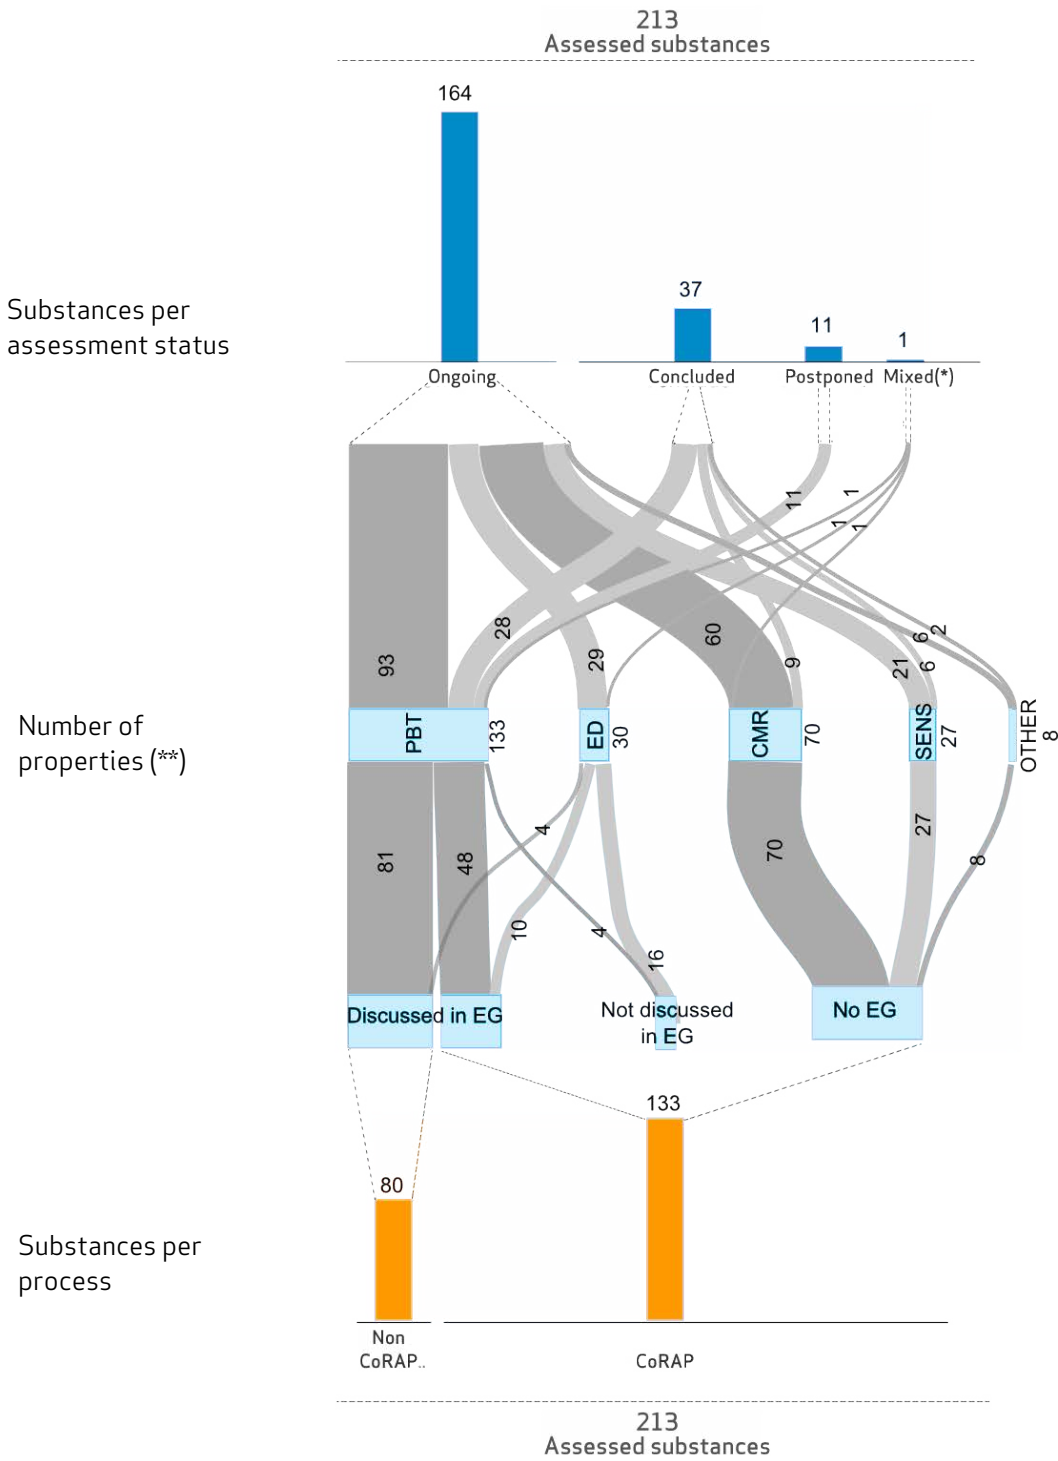 213
Assessed substances
164
37
11
1
Substances per
assessment status
Ongoing
Concluded
Postponed
Mixed(*)
11
1
1
1
28
60
6
2
93
29
9
21
6
Number of
properties (**)
PBT
133
ED
30
CMR
70
SENS
27
OTHER
8
81
48
4
70
27
8
10
4
16
Discussed in EG
Not discussed
in EG
No EG
133
80
Substances per
process
Non
CoRAP..
CoRAP
213
Assessed substances